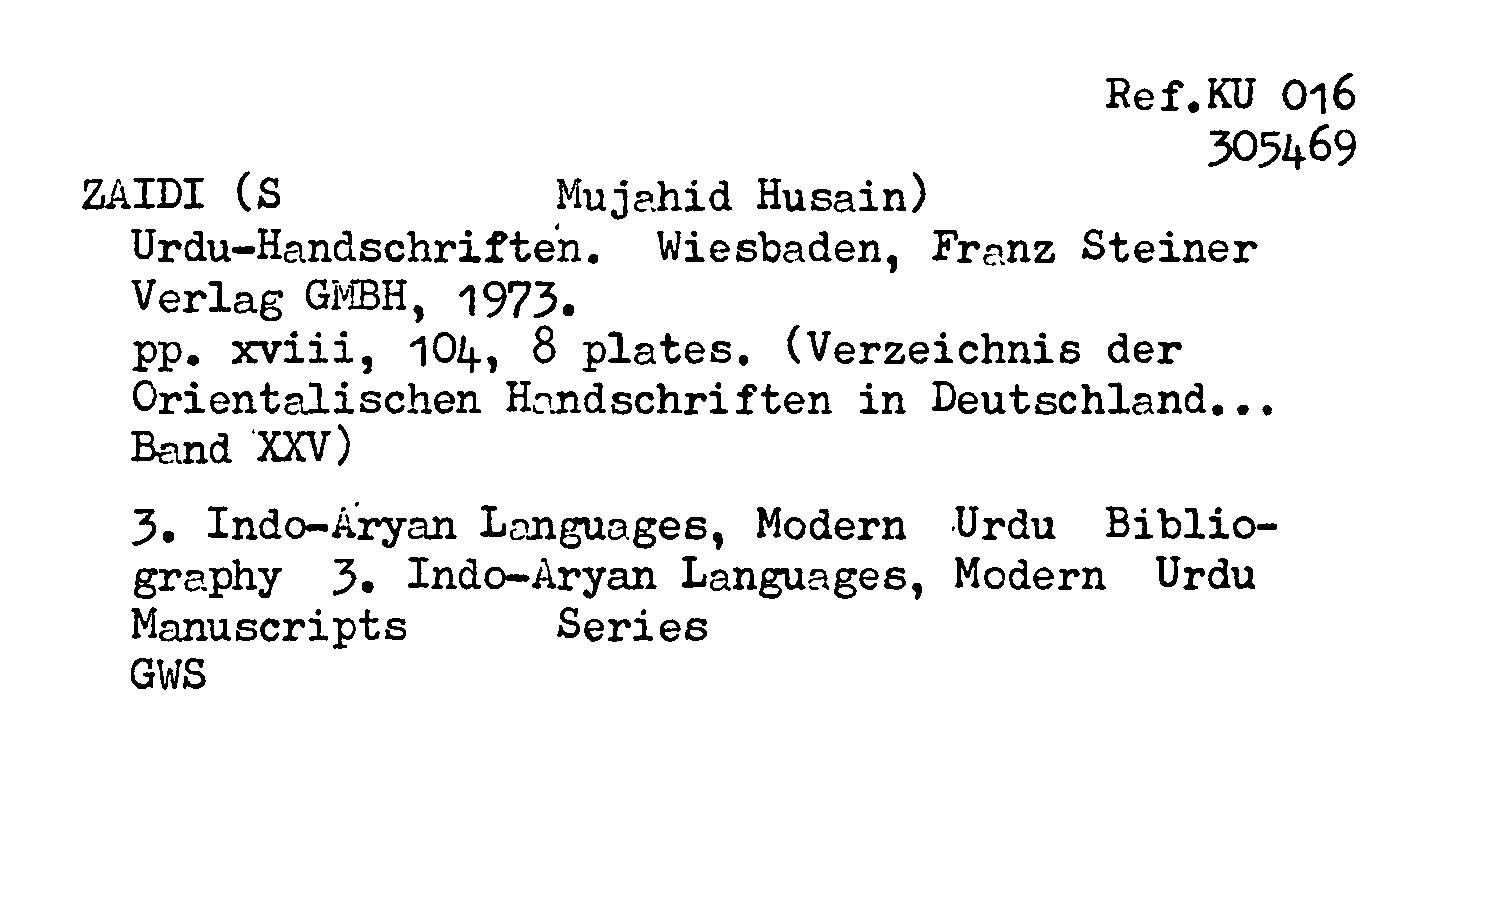 Ref.KU 016
305469
ZAIDI (S Mujahid Husain)
Urdu-Handschriften. Wiesbaden, Franz Steiner
Verlag GMBH, 1973.
pp. xviii, 104, 8 plates. (Verzeichnis der
Orientalischen Handschriften in Deutschland...
Band XXV)
3. Indo-Aryan Languages, Modern Urdu Biblio-
graphy 3. Indo-Aryan Languages, Modern Urdu
Manuscripts Series
GWS